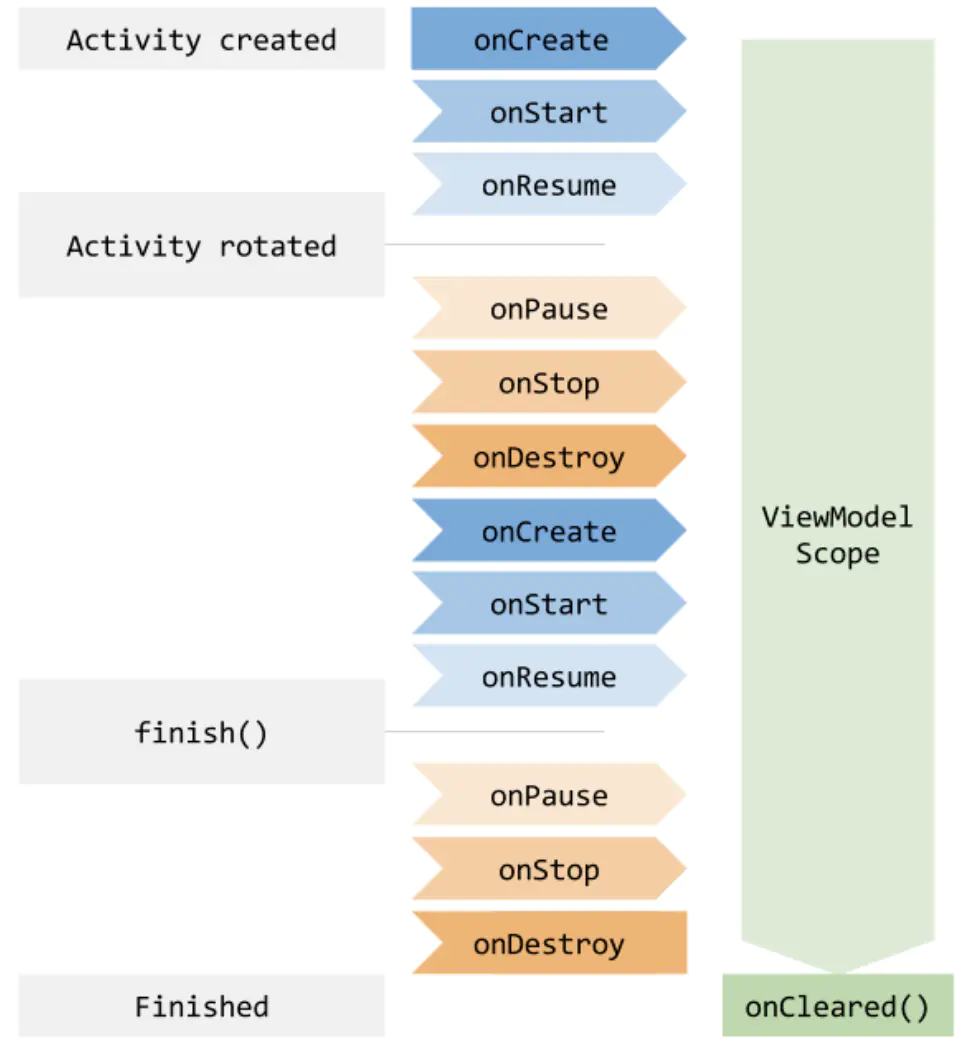 Activity created
onCreate
onStart
onResume
Activity rotated
onPause
onStop
onDestroy
onCreate
ViewModel
Scope
onStart
onResume
finish()
onPause
onStop
onDestroy
Finished
onCleared()